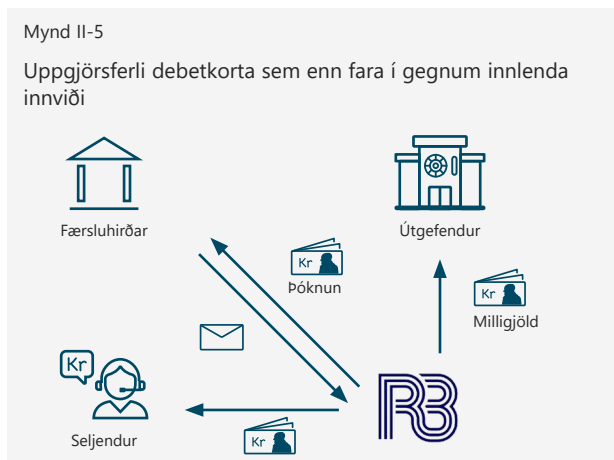 Mynd II-5
Uppgjörsferli debetkorta sem enn fara í gegnum innlenda
innviði
Færsluhirðar
Útgefendur
Kr
Þóknun
Kr
Milligjöld
Kr
RB
Seljendur
Kr